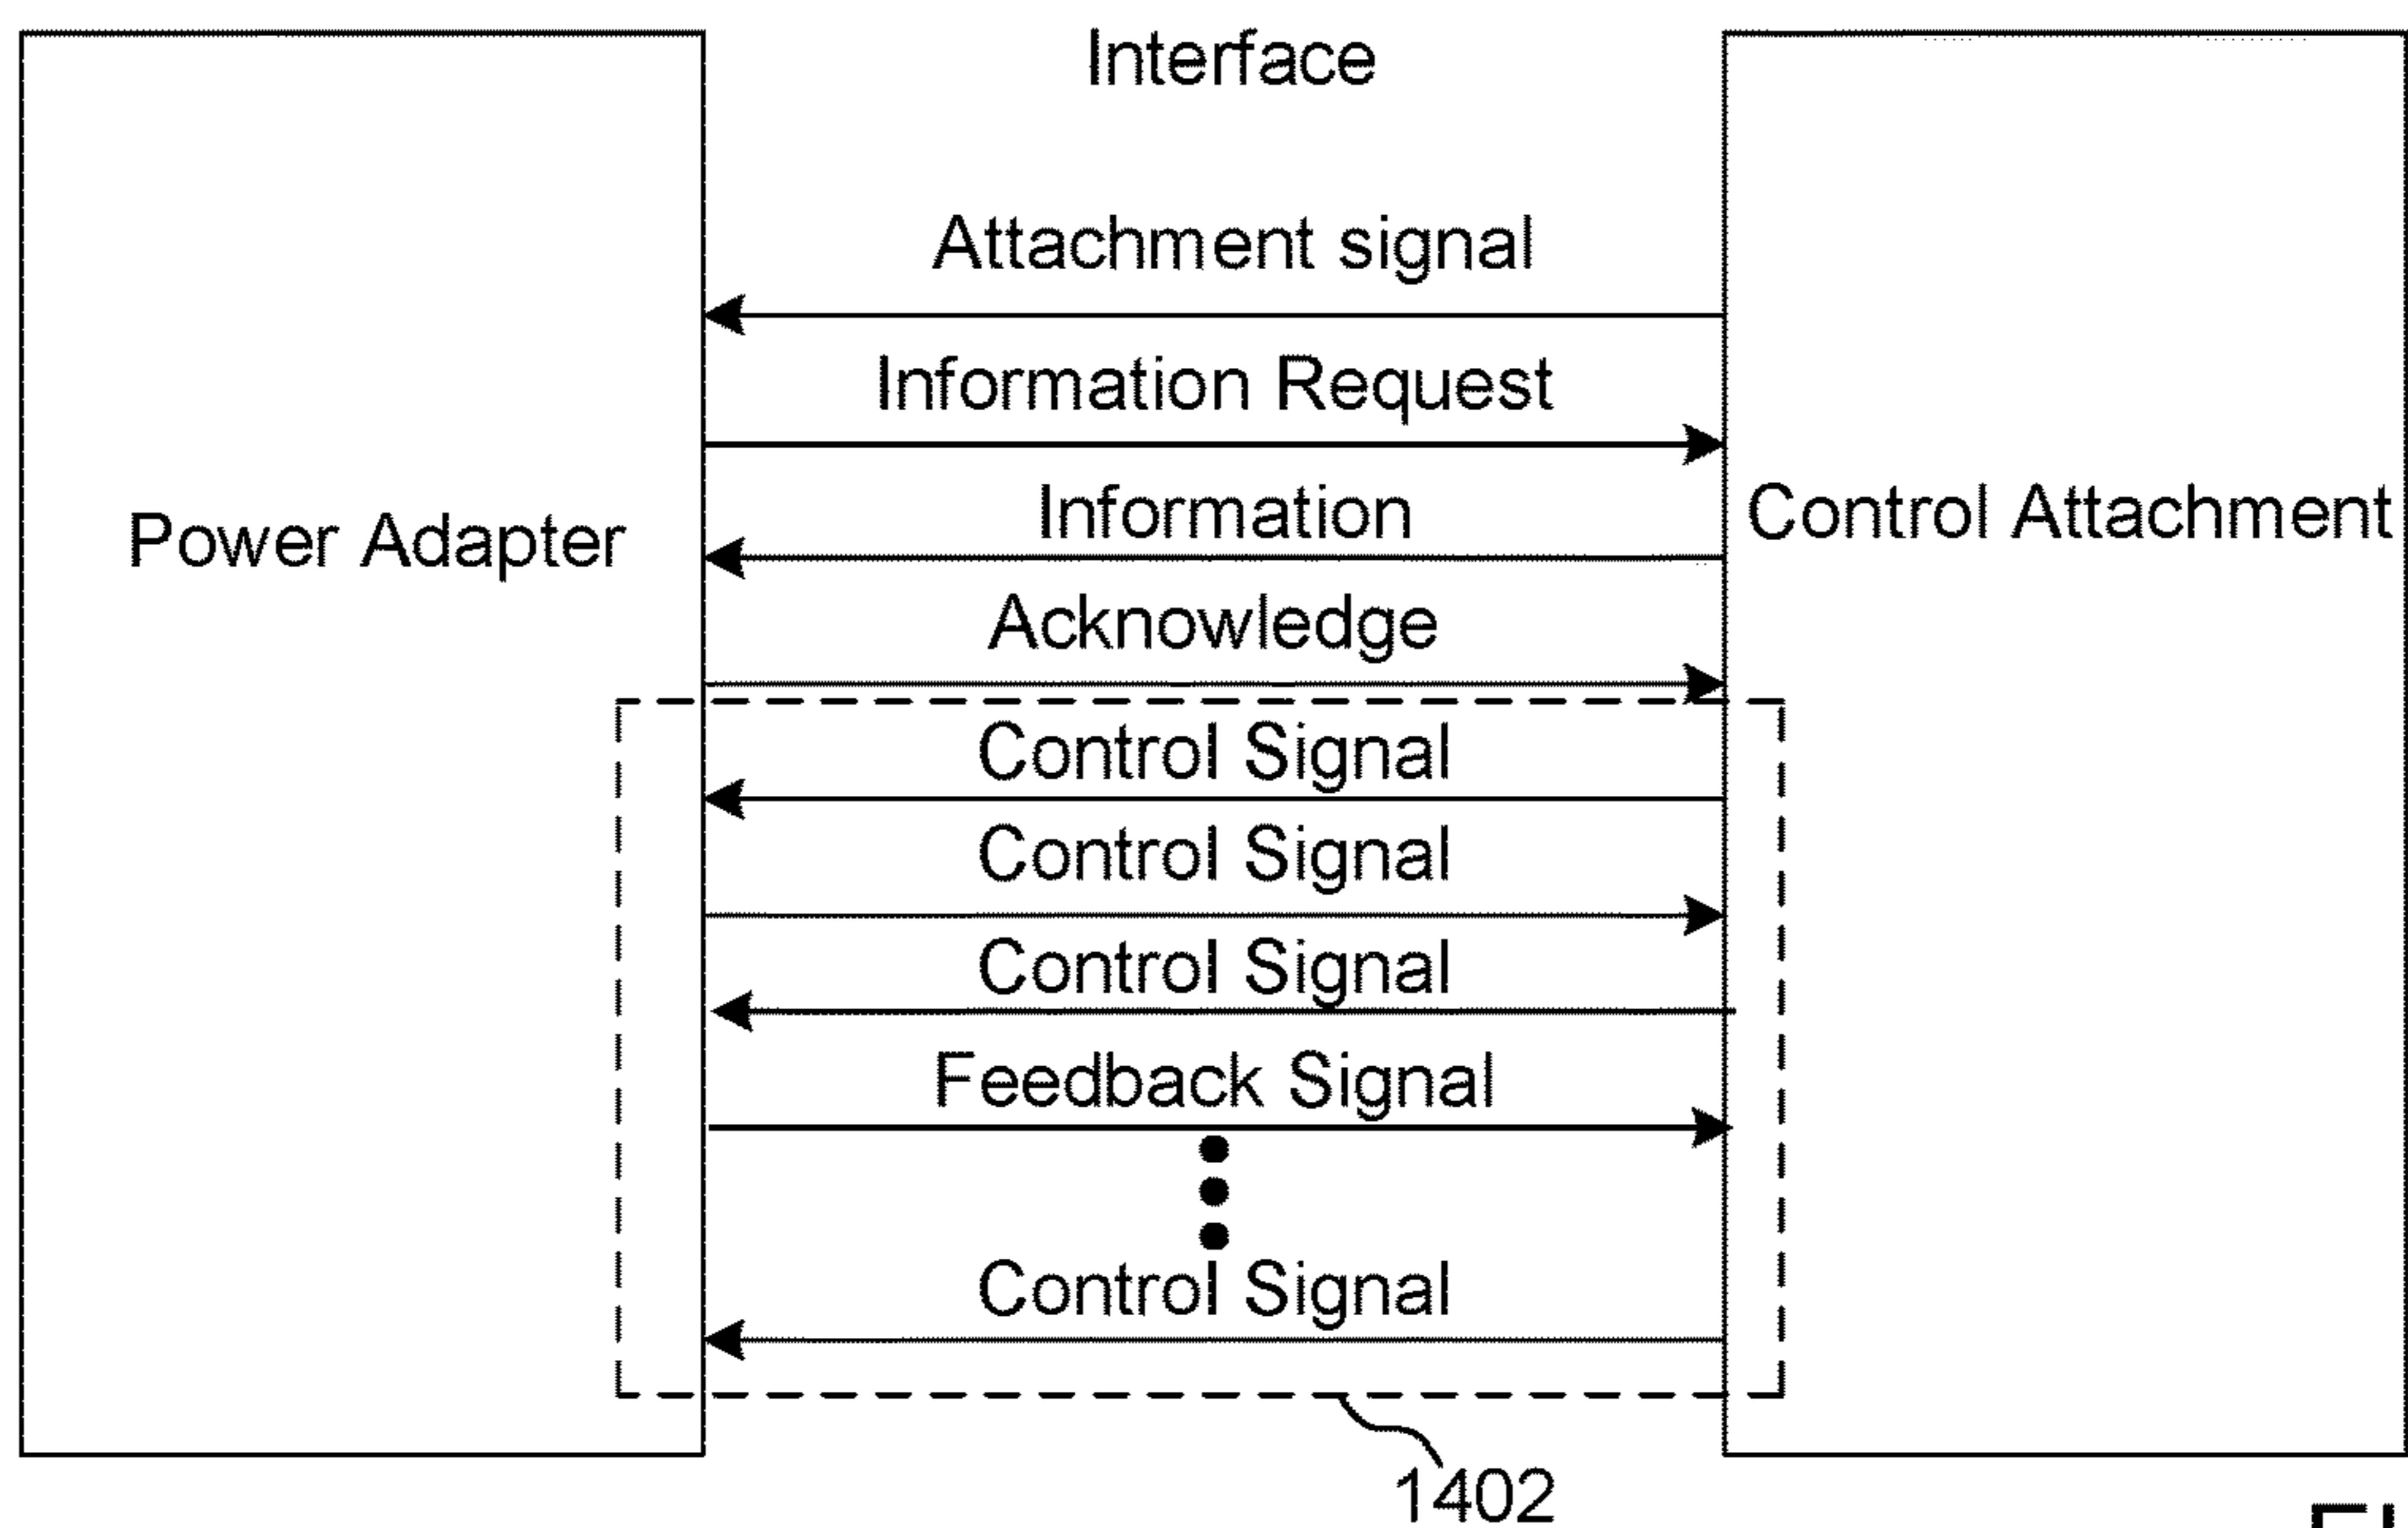 Interface
Attachment signal
Information Request
Power Adapter
Information
Control Attachment
Acknowledge
Control Signal
Control Signal
Control Signal
Feedback Signal
Control Signal
1402